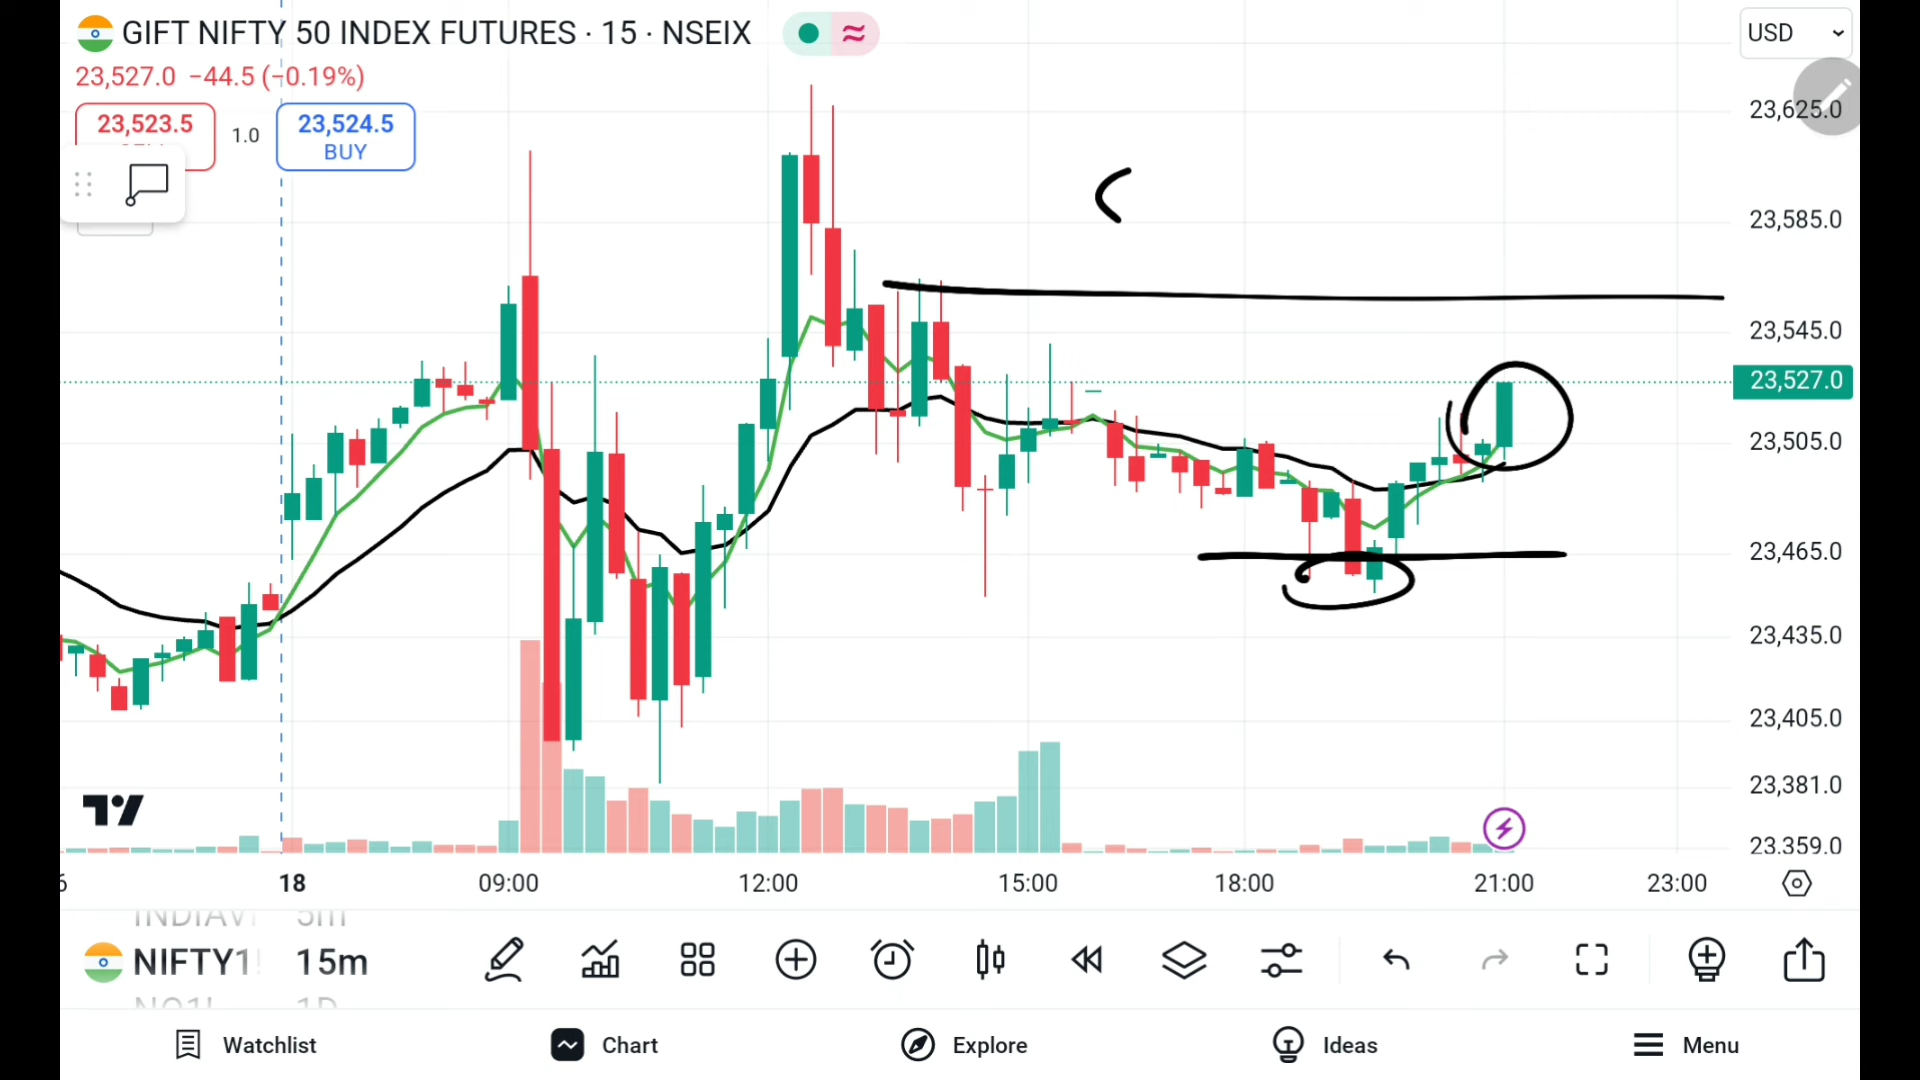 GIFT NIFTY 50 INDEX FUTURES · 15 · NSEIX
USD
23,527.0 −44.5 (−0.19%)
23,523.5
1.0
23,524.5
BUY
23,625.0
23,585.0
23,545.0
23,527.0
23,505.0
23,465.0
23,435.0
23,405.0
23,381.0
23,359.0
18
09:00
12:00
15:00
18:00
21:00
23:00
5m
NIFTY1!
15m
1D
Watchlist
Chart
Explore
Ideas
Menu